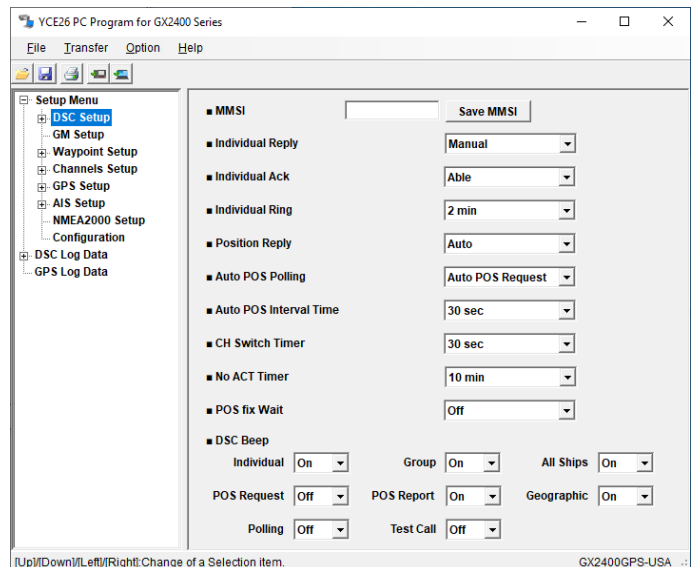 YCE26 PC Program for GX2400 Series
File Transfer Option Help
Setup Menu
DSC Setup
GM Setup
Waypoint Setup
Channels Setup
GPS Setup
AIS Setup
NMEA2000 Setup
Configuration
DSC Log Data
GPS Log Data
MMSI Save MMSI
Individual Reply Manual
Individual Ack Able
Individual Ring 2 min
Position Reply Auto
Auto POS Polling Auto POS Request
Auto POS Interval Time 30 sec
CH Switch Timer 30 sec
No ACT Timer 10 min
POS fix Wait Off
DSC Beep
Individual On Group On All Ships On
POS Request Off POS Report On Geographic On
Polling Off Test Call Off
[Up]/[Down]/[Left]/[Right]:Change of a Selection item. GX2400GPS-USA